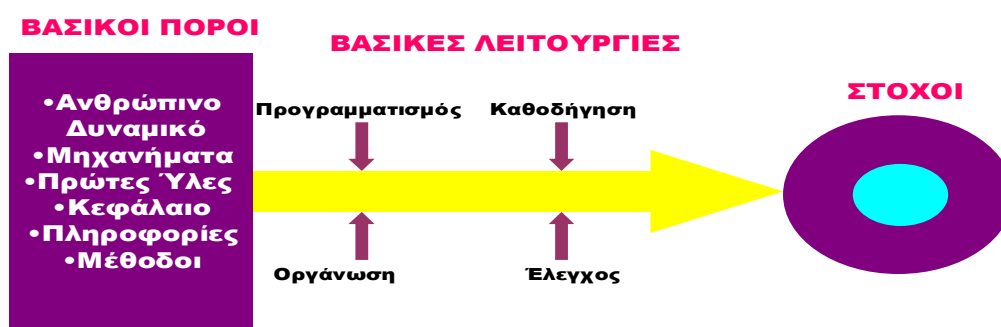 ΒΑΣΙΚΟΙ ΠΟΡΟΙ
•Ανθρώπινο
Δυναμικό
•Μηχανήματα
•Πρώτες Ύλες
•Κεφάλαιο
•Πληροφορίες
•Μέθοδοι
ΒΑΣΙΚΕΣ ΛΕΙΤΟΥΡΓΙΕΣ
Προγραμματισμός
Καθοδήγηση
Οργάνωση
Έλεγχος
ΣΤΟΧΟΙ